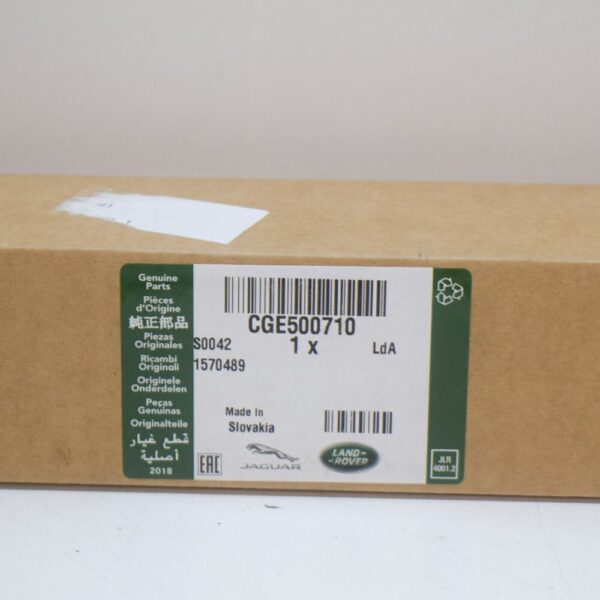 Genuine
Parts
Pièces
d'Origine
純正部品
Piezas
Originales
Ricambi
Originali
Originele
Onderdelen
Peças
Genuínas
Originalteile
قطع غيار
أصلية
2018
CGE500710
S0042
1 x
LdA
1570489
Made in
Slovakia
EAC
JAGUAR
LAND-
-ROVER
JLR
4001.2